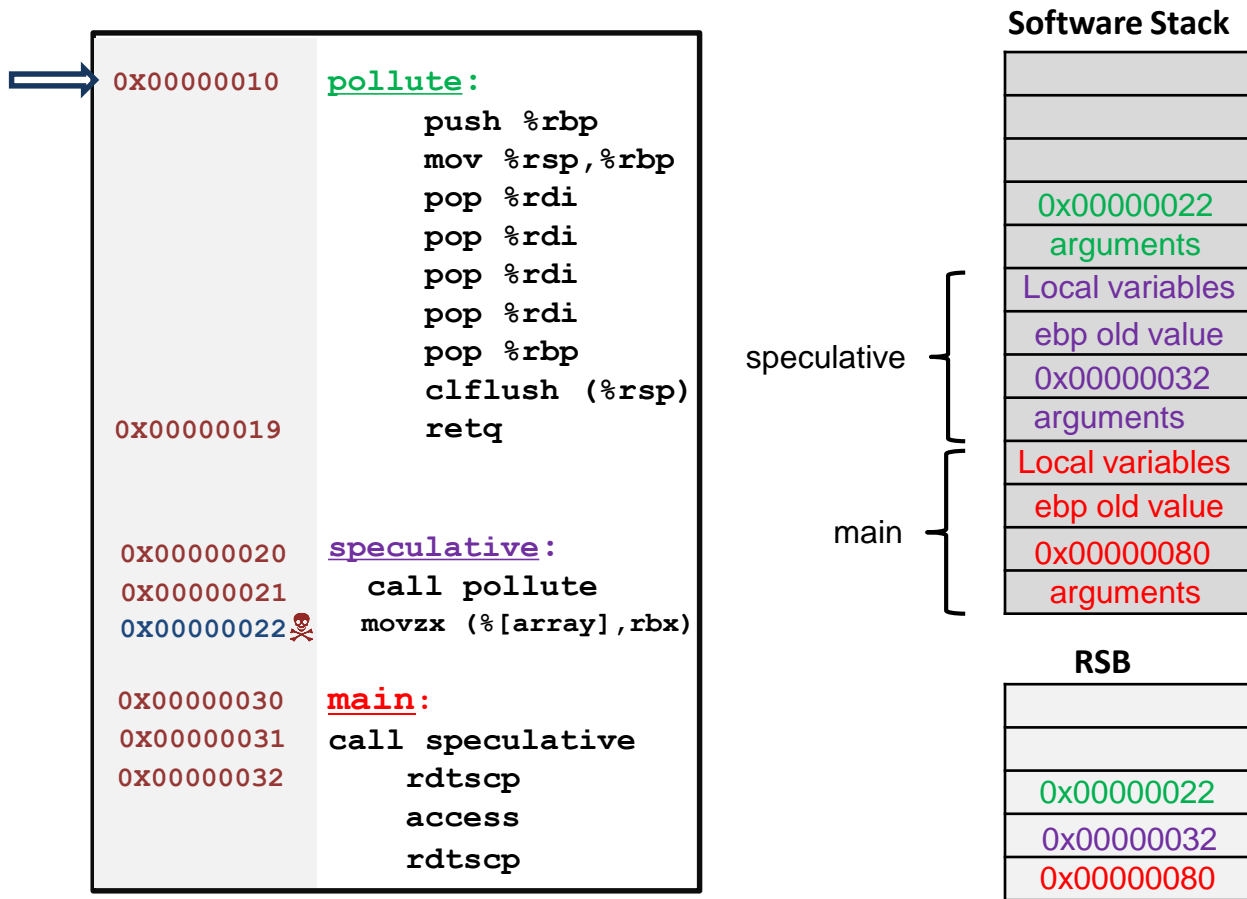 Software Stack
0X00000010 pollute:
push %rbp
mov %rsp,%rbp
pop %rdi
pop %rdi
pop %rdi
pop %rdi
pop %rbp
clflush (%rsp)
0X00000019 retq
0X00000020 speculative:
0X00000021 call pollute
0X00000022 movzx (%[array],rbx)
0X00000030 main:
0X00000031 call speculative
0X00000032 rdtscp
access
rdtscp
speculative
main
0x00000022
arguments
Local variables
ebp old value
0x00000032
arguments
Local variables
ebp old value
0x00000080
arguments
RSB
0x00000022
0x00000032
0x00000080